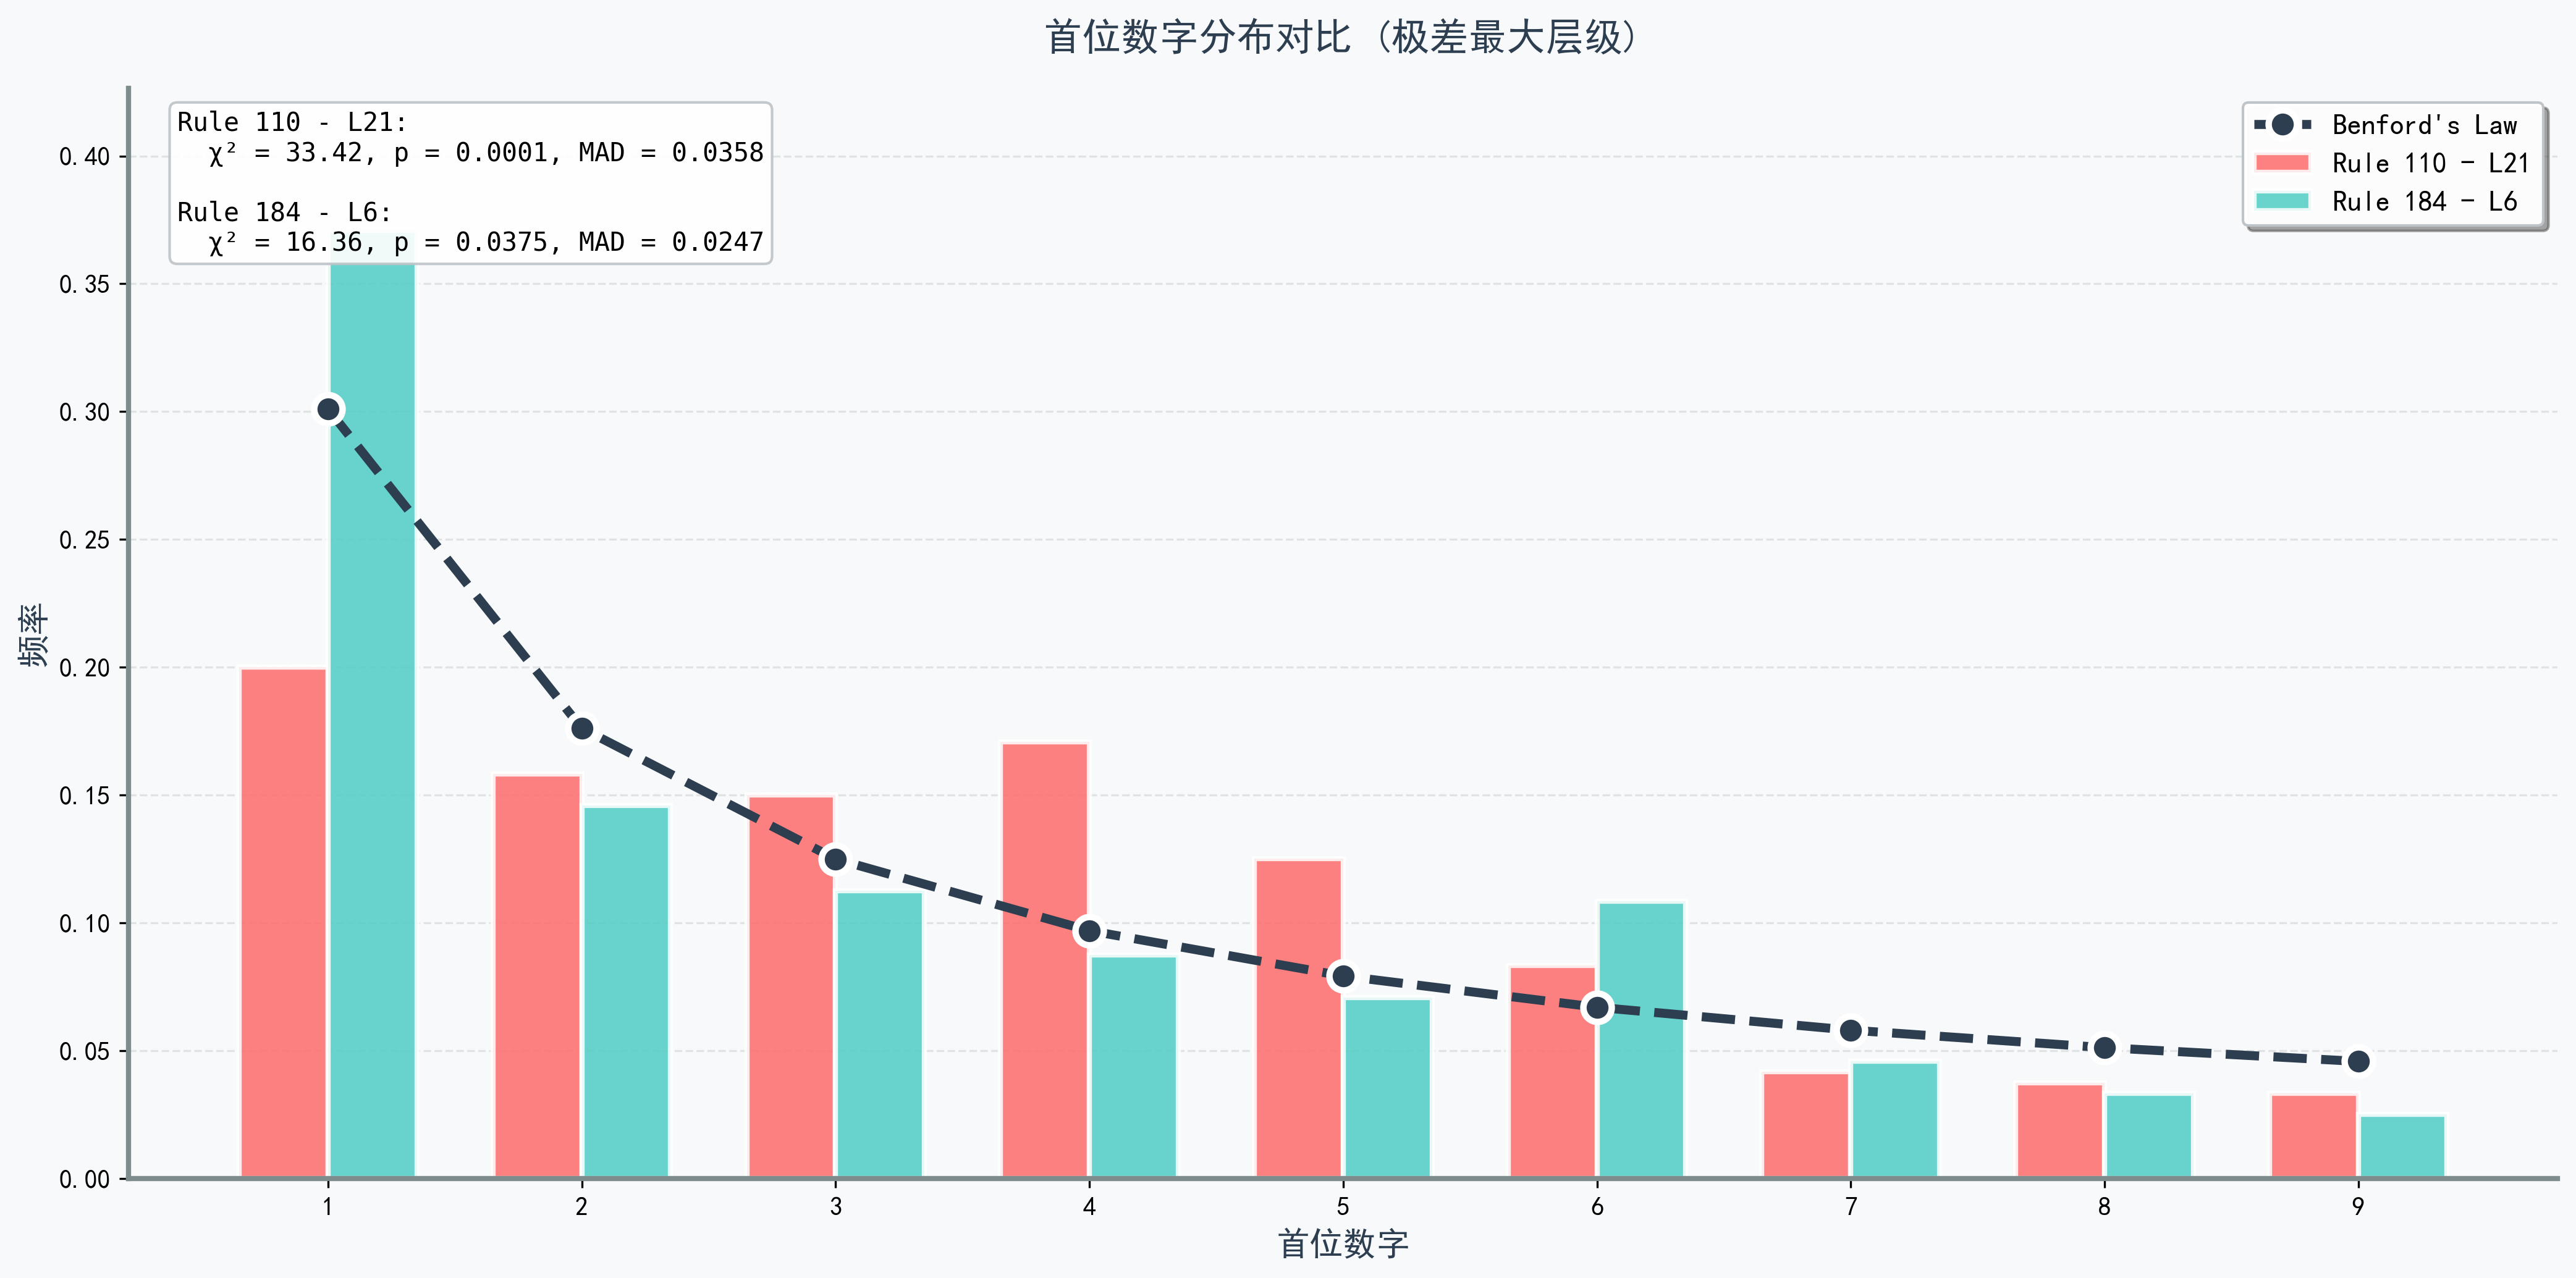 首位数字分布对比（极差最大层级）
Rule 110 - L21:
χ² = 33.42, p = 0.0001, MAD = 0.0358
Rule 184 - L6:
χ² = 16.36, p = 0.0375, MAD = 0.0247
Benford's Law
Rule 110 - L21
Rule 184 - L6
频率
0.40
0.35
0.30
0.25
0.20
0.15
0.10
0.05
0.00
1 2 3 4 5 6 7 8 9
首位数字